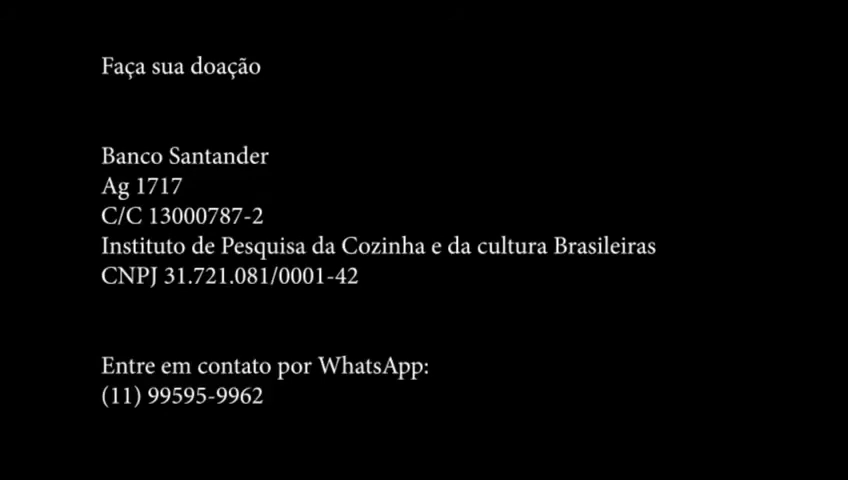 Faça sua doação
Banco Santander
Ag 1717
C/C 13000787-2
Instituto de Pesquisa da Cozinha e da cultura Brasileiras
CNPJ 31.721.081/0001-42
Entre em contato por WhatsApp:
(11) 99595-9962